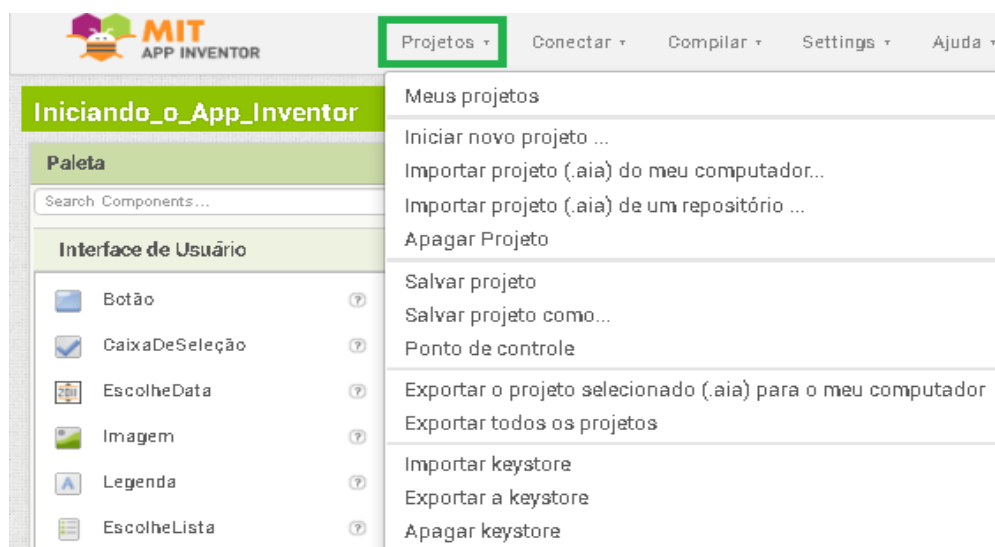 MIT
APP INVENTOR
Projetos
Conectar
Compilar
Settings
Ajuda
Iniciando_o_App_Inventor
Paleta
Search Components...
Interface de Usuário
Botão
CaixaDeSeleção
EscolheData
Imagem
Legenda
EscolheLista
Meus projetos
Iniciar novo projeto ...
Importar projeto (.aia) do meu computador...
Importar projeto (.aia) de um repositório ...
Apagar Projeto
Salvar projeto
Salvar projeto como...
Ponto de controle
Exportar o projeto selecionado (.aia) para o meu computador
Exportar todos os projetos
Importar keystore
Exportar a keystore
Apagar keystore